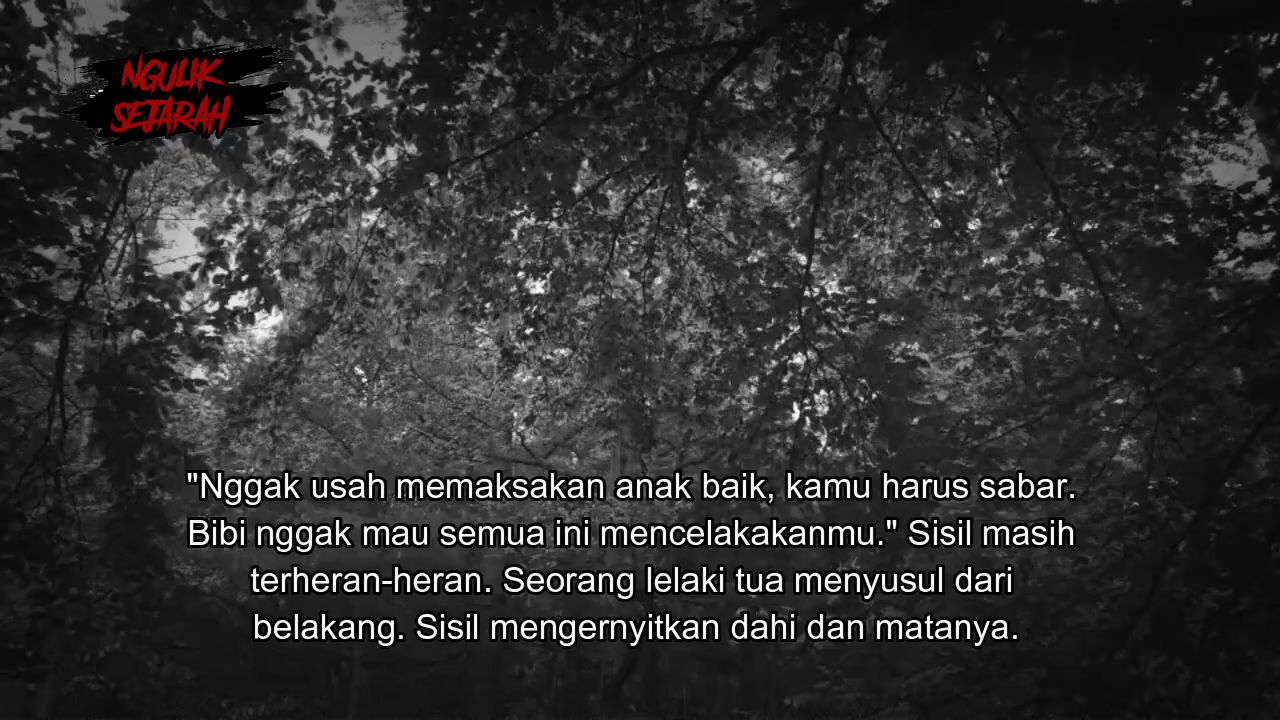 NGULIK
SEJARAH
"Nggak usah memaksakan anak baik, kamu harus sabar.
Bibi nggak mau semua ini mencelakakanmu." Sisil masih
terheran-heran. Seorang lelaki tua menyusul dari
belakang. Sisil mengernyitkan dahi dan matanya.